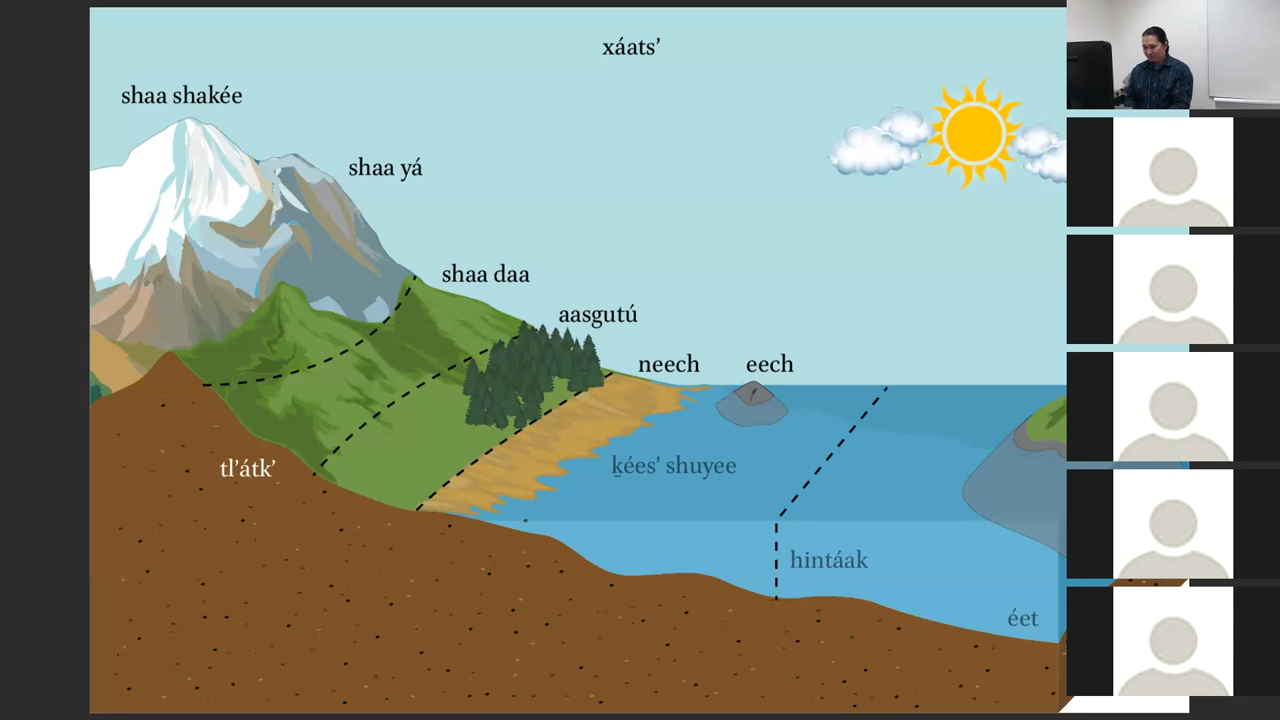 xáats’
shaa shakée
shaa yá
shaa daa
aasgutú
neech
eech
tl’átk’
ḵées’ shuyee
hintáak
éet